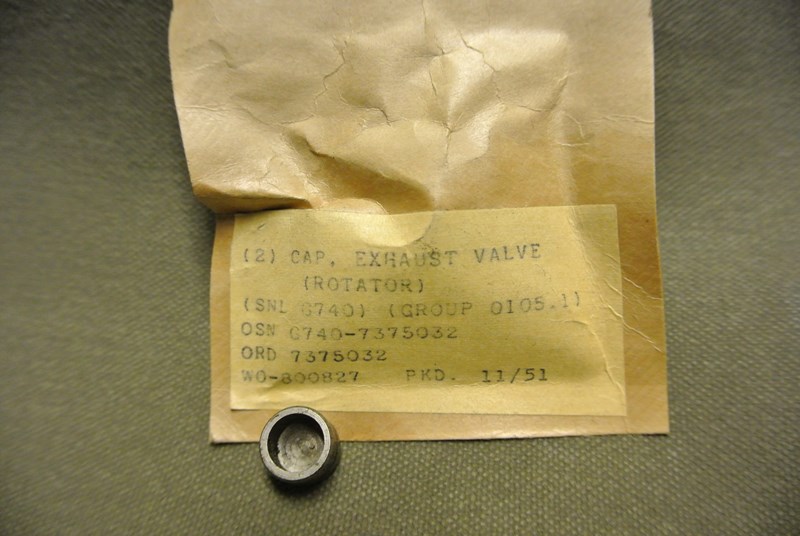 (2) CAP, EXHAUST VALVE
(ROTATOR)
(SNL G740) (GROUP 0105.1)
OSN G740-7375032
ORD 7375032
WO-800827 PKD. 11/51